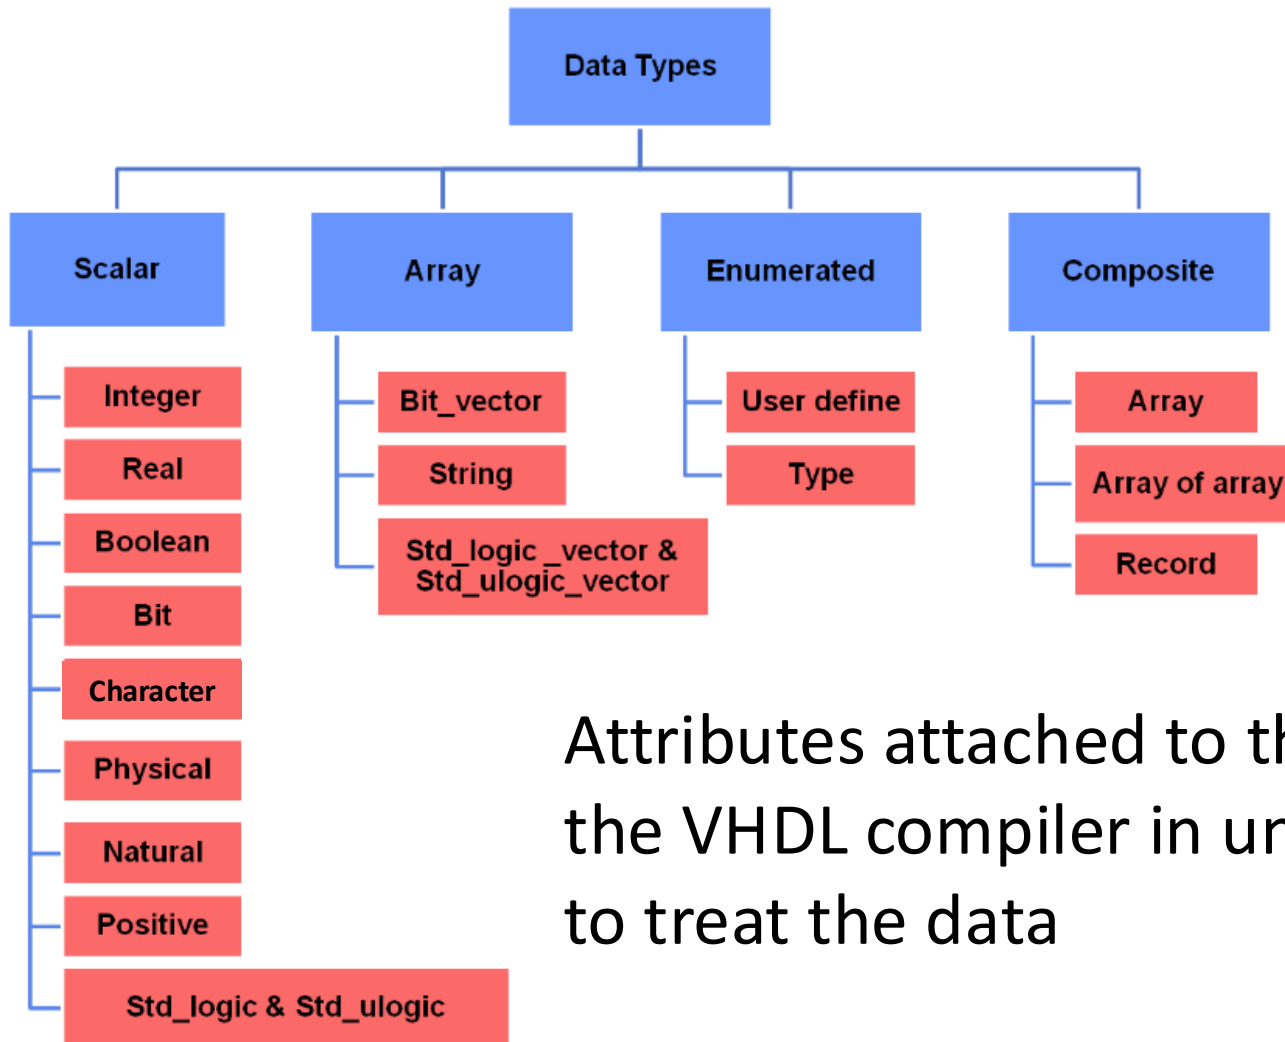 Data Types
Scalar
Array
Enumerated
Composite
Integer
Real
Boolean
Bit
Character
Physical
Natural
Positive
Std_logic & Std_ulogic
Bit_vector
String
Std_logic _vector &
Std_ulogic_vector
User define
Type
Array
Array of array
Record
Attributes attached to
the VHDL compiler in
to treat the data